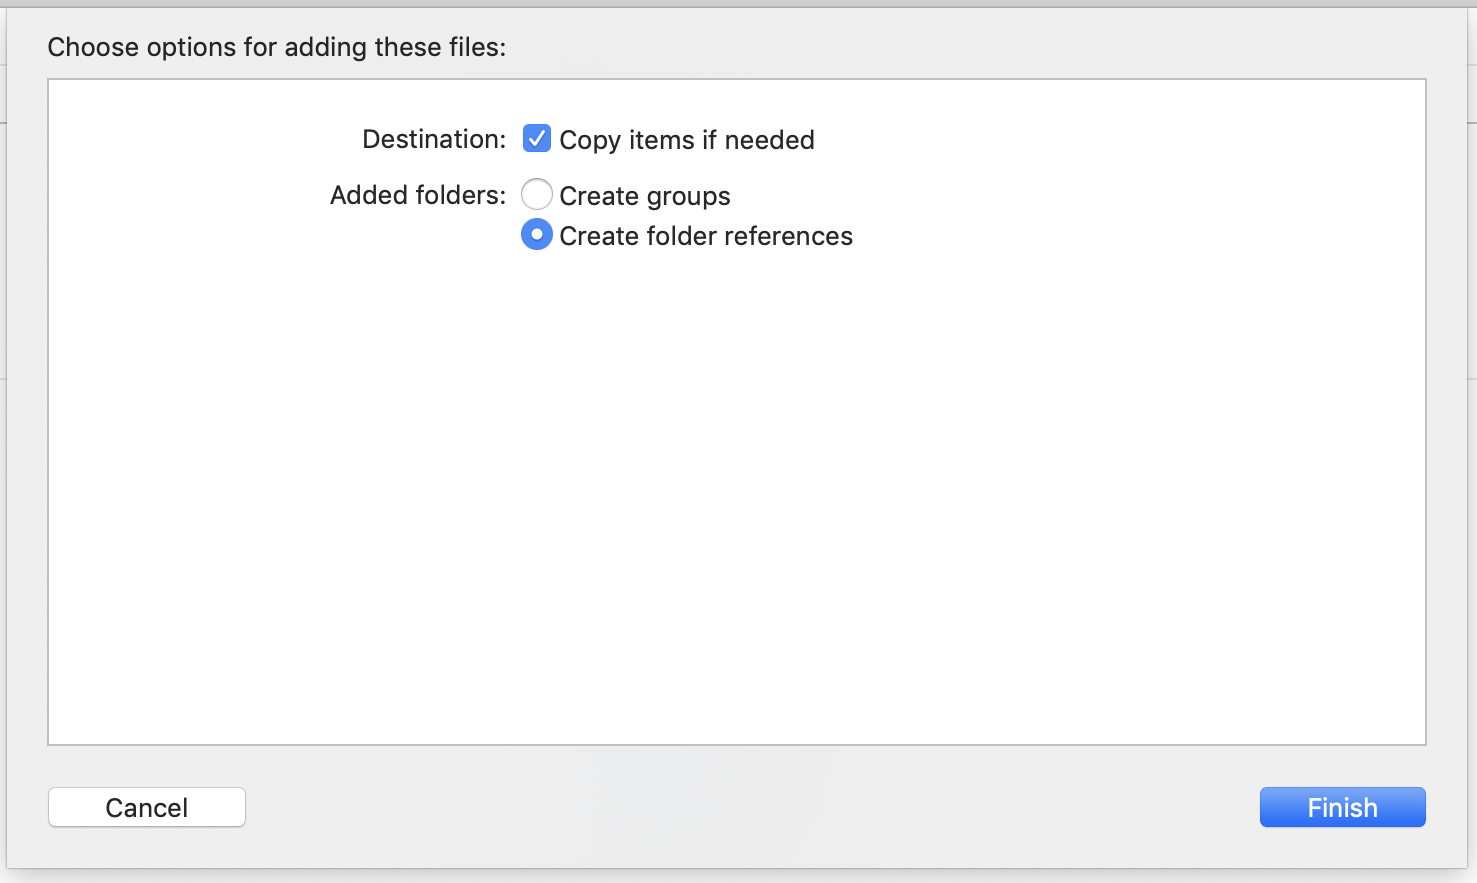 Choose options for adding these files:
Destination: Copy items if needed
Added folders: Create groups
Create folder references
Cancel Finish